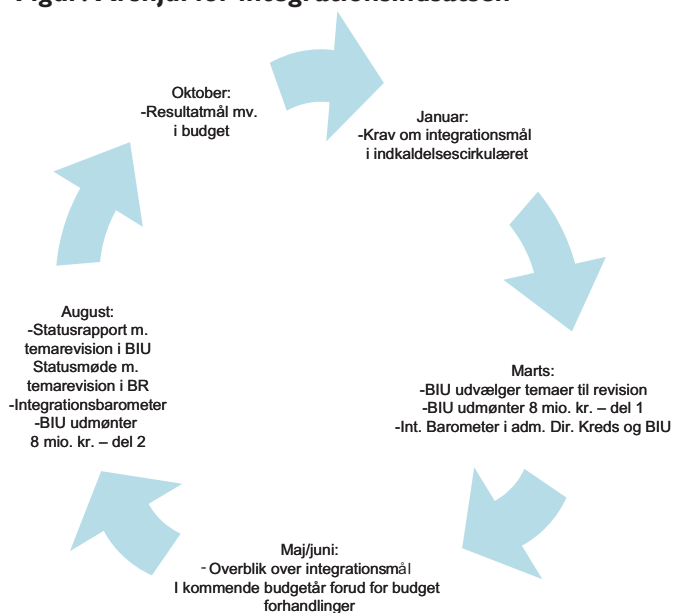 Oktober:
-Resultatmål mv.
i budget
Januar:
-Krav om integrationsmål
i indkaldelsescirkulæret
Marts:
-BIU udvælger temaer til revision
-BIU udmønter 8 mio. kr. – del 1
-Int. Barometer i adm. Dir. Kreds og BIU
Maj/juni:
- Overblik over integrationsmål
I kommende budgetår forud for budget
forhandlinger
August:
-Statusrapport m.
temarevision i BIU
Statusmøde m.
temarevision i BR
-Integrationsbarometer
-BIU udmønter
8 mio. kr. – del 2